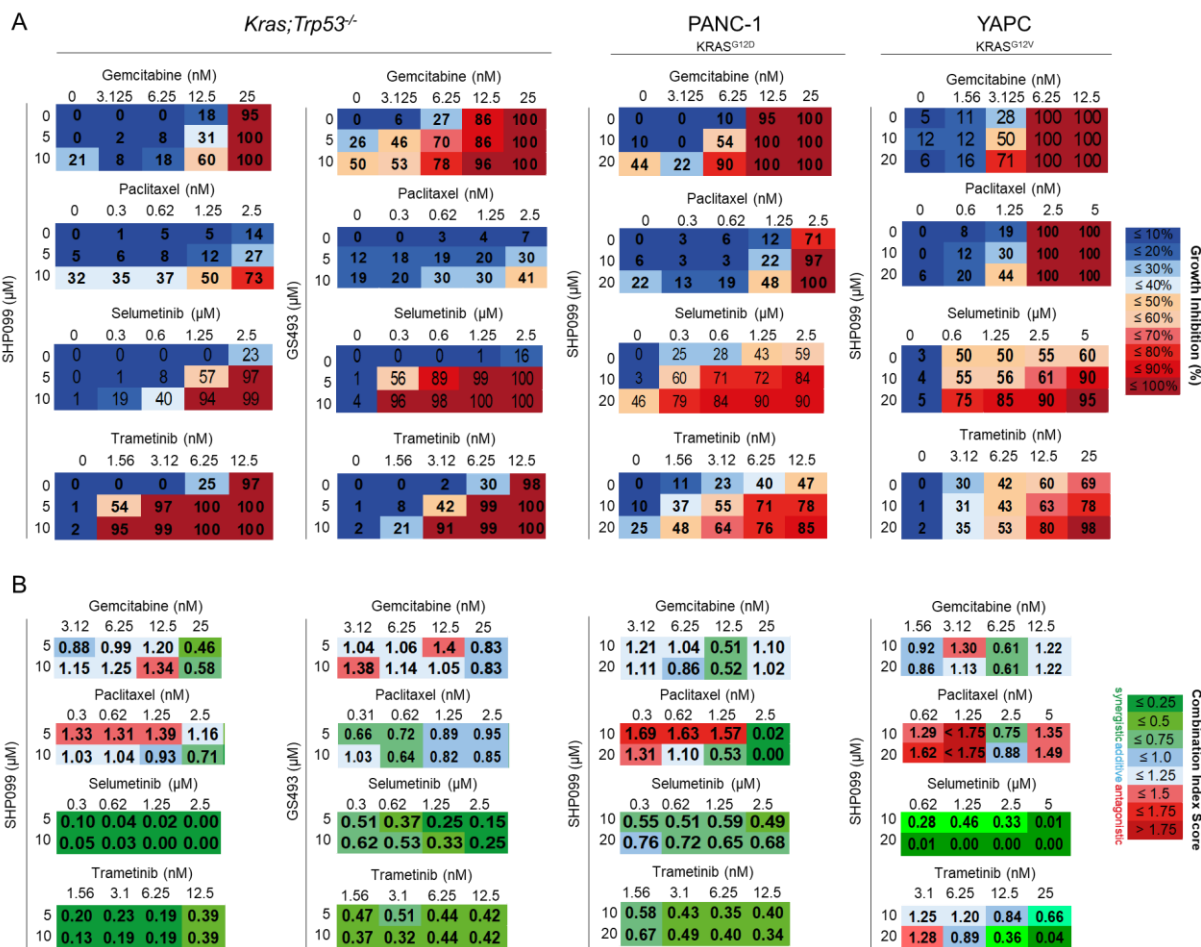 A
Kras;Trp53-/-
PANC-1
KRASG12D
YAPC
KRASG12V
SHP099 (µM)
Gemcitabine (nM)
0 3.125 6.25 12.5 25
0 0 0 0 18 95
5 0 2 8 31 100
10 21 8 18 60 100
Paclitaxel (nM)
0 0.3 0.62 1.25 2.5
0 0 1 5 5 14
5 5 6 8 12 27
10 32 35 37 50 73
Selumetinib (µM)
0 0.3 0.6 1.25 2.5
0 0 0 0 0 23
5 0 1 8 57 97
10 1 19 40 94 99
Trametinib (nM)
0 1.56 3.12 6.25 12.5
0 0 0 0 25 97
5 1 54 97 100 100
10 2 95 99 100 100
GS493 (µM)
Gemcitabine (nM)
0 3.125 6.25 12.5 25
0 0 6 27 86 100
5 26 46 70 86 100
10 50 53 78 96 100
Paclitaxel (nM)
0 0.3 0.62 1.25 2.5
0 0 0 3 4 7
5 12 18 19 20 30
10 19 20 30 30 41
Selumetinib (µM)
0 0.3 0.6 1.25 2.5
0 0 0 0 1 16
5 1 56 89 99 100
10 4 96 98 100 100
Trametinib (nM)
0 1.56 3.12 6.25 12.5
0 0 0 2 30 98
5 1 8 42 99 100
10 2 21 91 99 100
SHP099 (µM)
Gemcitabine (nM)
0 3.125 6.25 12.5 25
0 0 0 10 95 100
10 10 0 54 100 100
20 44 22 90 100 100
Paclitaxel (nM)
0 0.3 0.62 1.25 2.5
0 0 3 6 12 71
10 6 3 3 22 97
20 22 13 19 48 100
Selumetinib (µM)
0 0.3 0.6 1.25 2.5
0 0 25 28 43 59
10 3 60 71 72 84
20 46 79 84 90 90
Trametinib (nM)
0 1.56 3.12 6.25 12.5
0 0 11 23 40 47
10 10 37 55 71 78
20 25 48 64 76 85
SHP099 (µM)
Gemcitabine (nM)
0 1.56 3.125 6.25 12.5
0 5 11 28 100 100
10 12 12 50 100 100
20 6 16 71 100 100
Paclitaxel (nM)
0 0.6 1.25 2.5 5
0 0 8 19 100 100
10 0 12 30 100 100
20 6 20 44 100 100
Selumetinib (µM)
0 0.6 1.25 2.5 5
0 3 50 50 55 60
10 4 55 56 61 90
20 5 75 85 90 95
Trametinib (nM)
0 3.12 6.25 12.5 25
0 0 30 42 60 69
10 1 31 43 63 78
20 2 35 53 80 98
≤ 10%
≤ 20%
≤ 30%
≤ 40%
≤ 50%
≤ 60%
≤ 70%
≤ 80%
≤ 90%
≤ 100%
Growth Inhibition (%)
B
SHP099 (µM)
Gemcitabine (nM)
3.12 6.25 12.5 25
5 0.88 0.99 1.20 0.46
10 1.15 1.25 1.34 0.58
Paclitaxel (nM)
0.3 0.62 1.25 2.5
5 1.33 1.31 1.39 1.16
10 1.03 1.04 0.93 0.71
Selumetinib (µM)
0.3 0.62 1.25 2.5
5 0.10 0.04 0.02 0.00
10 0.05 0.03 0.00 0.00
Trametinib (nM)
1.56 3.1 6.25 12.5
5 0.20 0.23 0.19 0.39
10 0.13 0.19 0.19 0.39
GS493 (µM)
Gemcitabine (nM)
3.12 6.25 12.5 25
5 1.04 1.06 1.4 0.83
10 1.38 1.14 1.05 0.83
Paclitaxel (nM)
0.31 0.62 1.25 2.5
5 0.66 0.72 0.89 0.95
10 1.03 0.64 0.82 0.85
Selumetinib (µM)
0.3 0.62 1.25 2.5
5 0.51 0.37 0.25 0.15
10 0.62 0.53 0.33 0.25
Trametinib (nM)
1.56 3.1 6.25 12.5
5 0.47 0.51 0.44 0.42
10 0.37 0.32 0.44 0.42
SHP099 (µM)
Gemcitabine (nM)
3.12 6.25 12.5 25
10 1.21 1.04 0.51 1.10
20 1.11 0.86 0.52 1.02
Paclitaxel (nM)
0.3 0.62 1.25 2.5
10 1.69 1.63 1.57 0.02
20 1.31 1.10 0.53 0.00
Selumetinib (µM)
0.3 0.62 1.25 2.5
10 0.55 0.51 0.59 0.49
20 0.76 0.72 0.65 0.68
Trametinib (nM)
1.56 3.12 6.25 12.5
10 0.58 0.43 0.35 0.40
20 0.67 0.49 0.40 0.34
SHP099 (µM)
Gemcitabine (nM)
1.56 3.12 6.25 12.5
10 0.92 1.30 0.61 1.22
20 0.86 1.13 0.61 1.22
Paclitaxel (nM)
0.62 1.25 2.5 5
10 1.29 < 1.75 0.75 1.35
20 1.62 < 1.75 0.88 1.49
Selumetinib (µM)
0.62 1.25 2.5 5
10 0.28 0.46 0.33 0.01
20 0.01 0.00 0.00 0.00
Trametinib (nM)
3.1 6.25 12.5 25
10 1.25 1.20 0.84 0.66
20 1.28 0.89 0.36 0.04
synergistic additive antagonistic
≤ 0.25
≤ 0.5
≤ 0.75
≤ 1.0
≤ 1.25
≤ 1.5
≤ 1.75
> 1.75
Combination Index Score